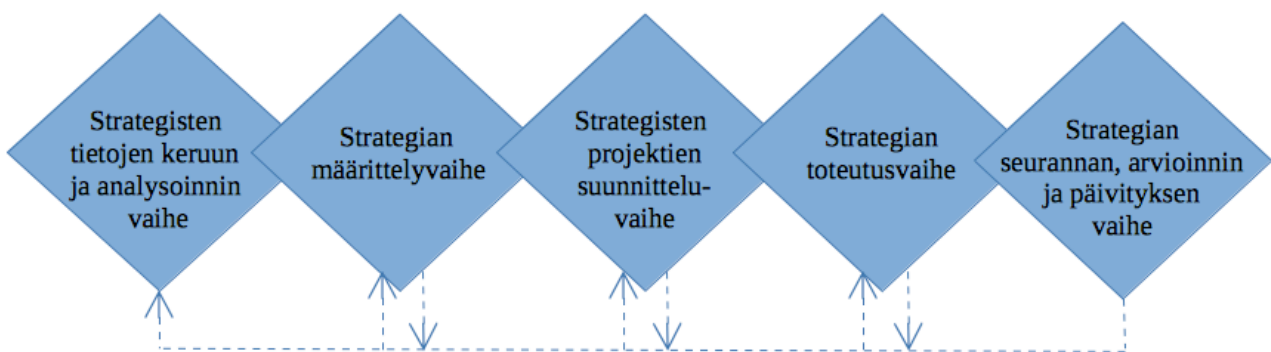 Strategisten
tietojen keruun
ja analysoinnin
vaihe
Strategian
määrittelyvaihe
Strategisten
projektien
suunnittelu-
vaihe
Strategian
toteutusvaihe
Strategian
seurannan, arvioinnin
ja päivityksen
vaihe